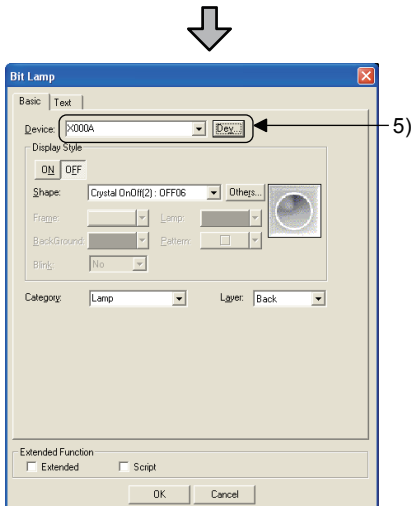 Bit Lamp
Basic Text
Device: X000A Dev...
5)
Display Style
ON OFF
Shape: Crystal OnOff(2) : OFF06 Others...
Frame: Lamp:
BackGround: Pattern:
Blink: No
Category: Lamp Layer: Back
Extended Function
Extended Script
OK Cancel